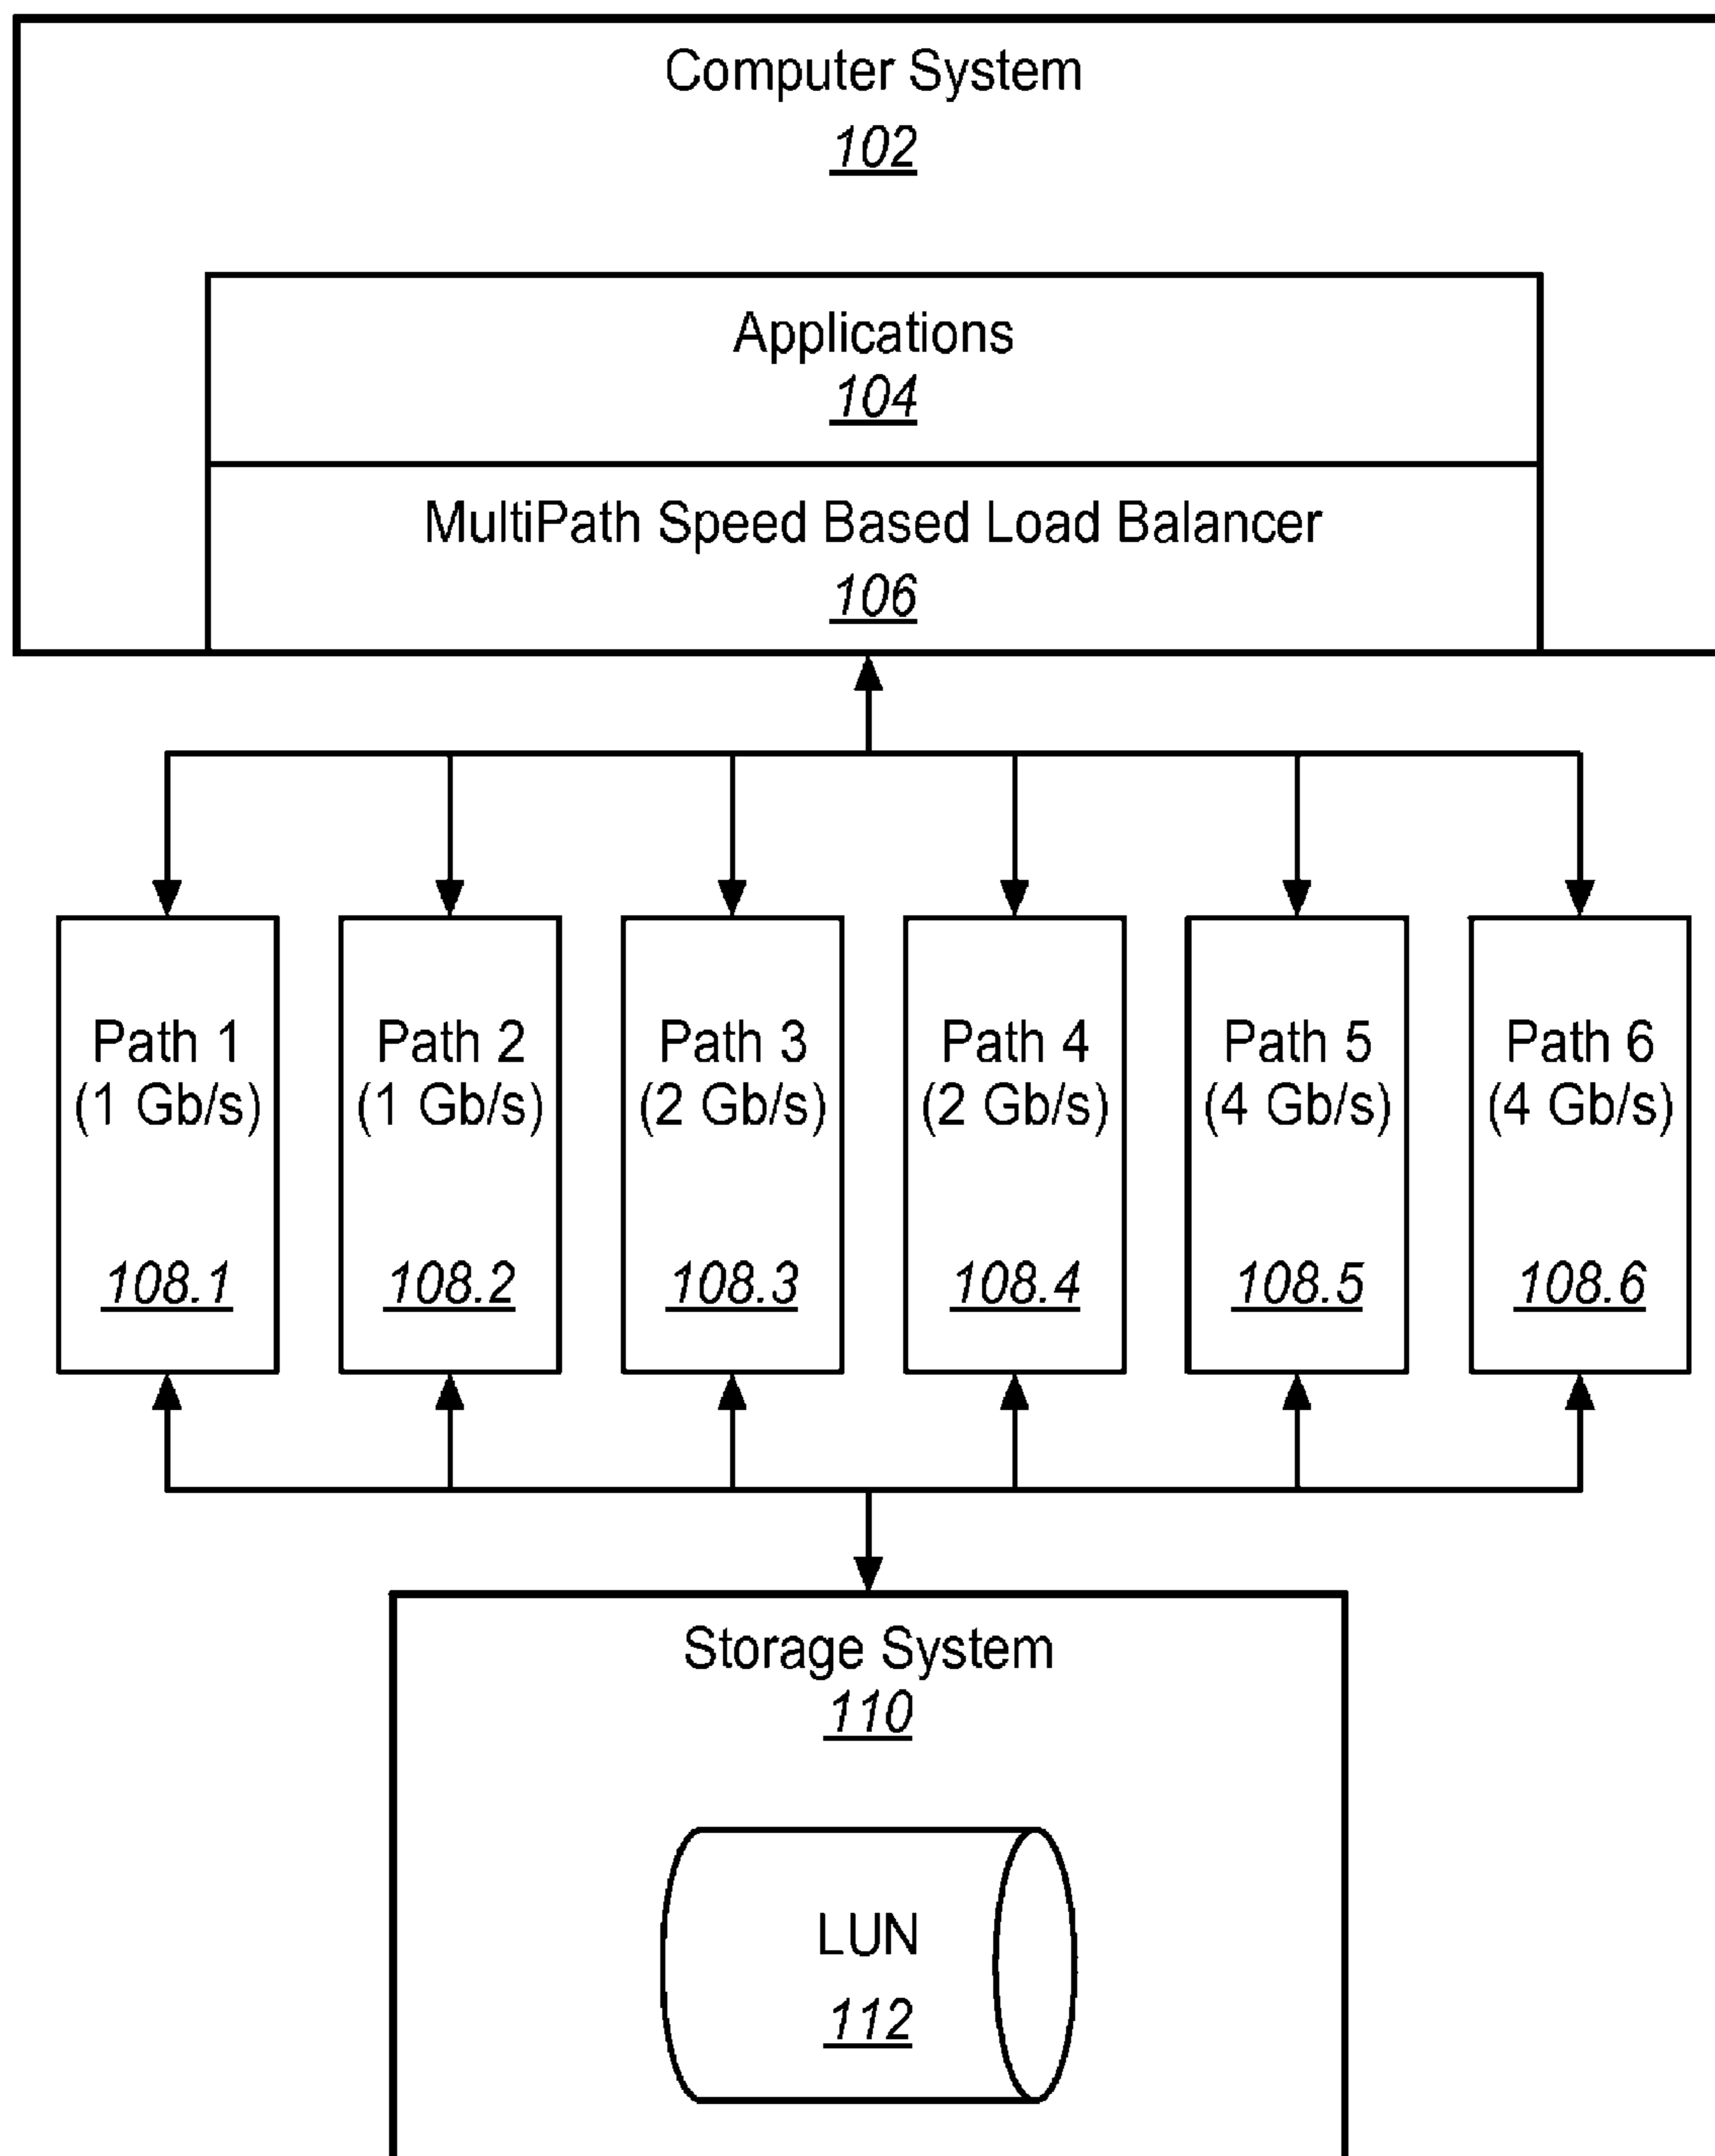 Computer System
102
Applications
104
MultiPath Speed Based Load Balancer
106
Path 1
(1 Gb/s)
108.1
Path 2
(1 Gb/s)
108.2
Path 3
(2 Gb/s)
108.3
Path 4
(2 Gb/s)
108.4
Path 5
(4 Gb/s)
108.5
Path 6
(4 Gb/s)
108.6
Storage System
110
LUN
112